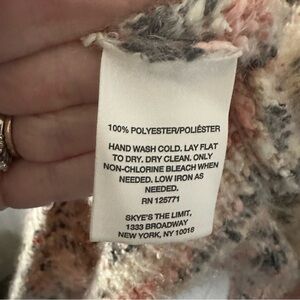 100% POLYESTER/POLIÉSTER
HAND WASH COLD. LAY FLAT
TO DRY. DRY CLEAN. ONLY
NON-CHLORINE BLEACH WHEN
NEEDED. LOW IRON AS
NEEDED.
RN 125771
SKYE'S THE LIMIT,
1333 BROADWAY
NEW YORK, NY 10018